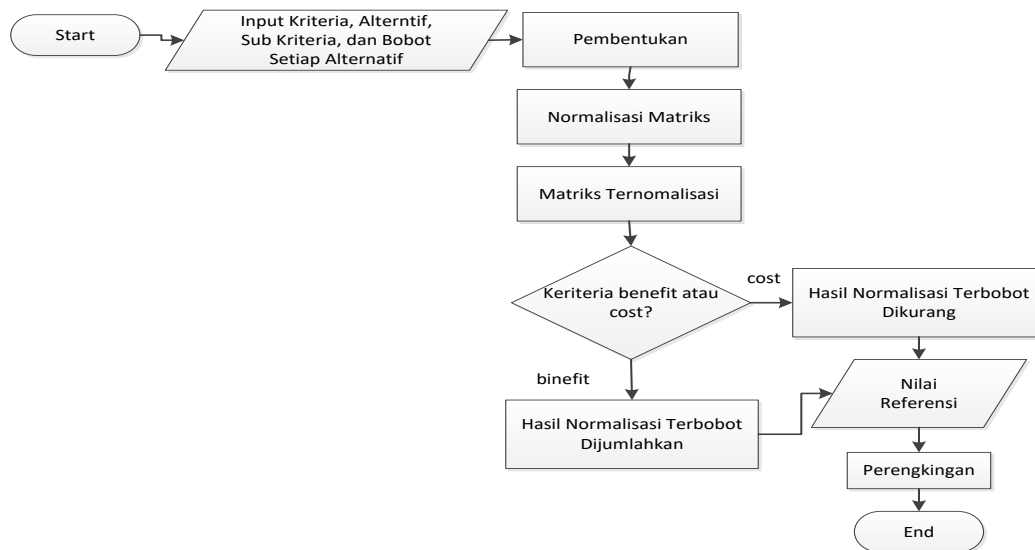 Start
Input Kriteria, Alterntif,
Sub Kriteria, dan Bobot
Setiap Alternatif
Pembentukan
Normalisasi Matriks
Matriks Ternomalisasi
Keriteria benefit atau
cost?
cost
Hasil Normalisasi Terbobot
Dikurang
binefit
Hasil Normalisasi Terbobot
Dijumlahkan
Nilai
Referensi
Perengkingan
End